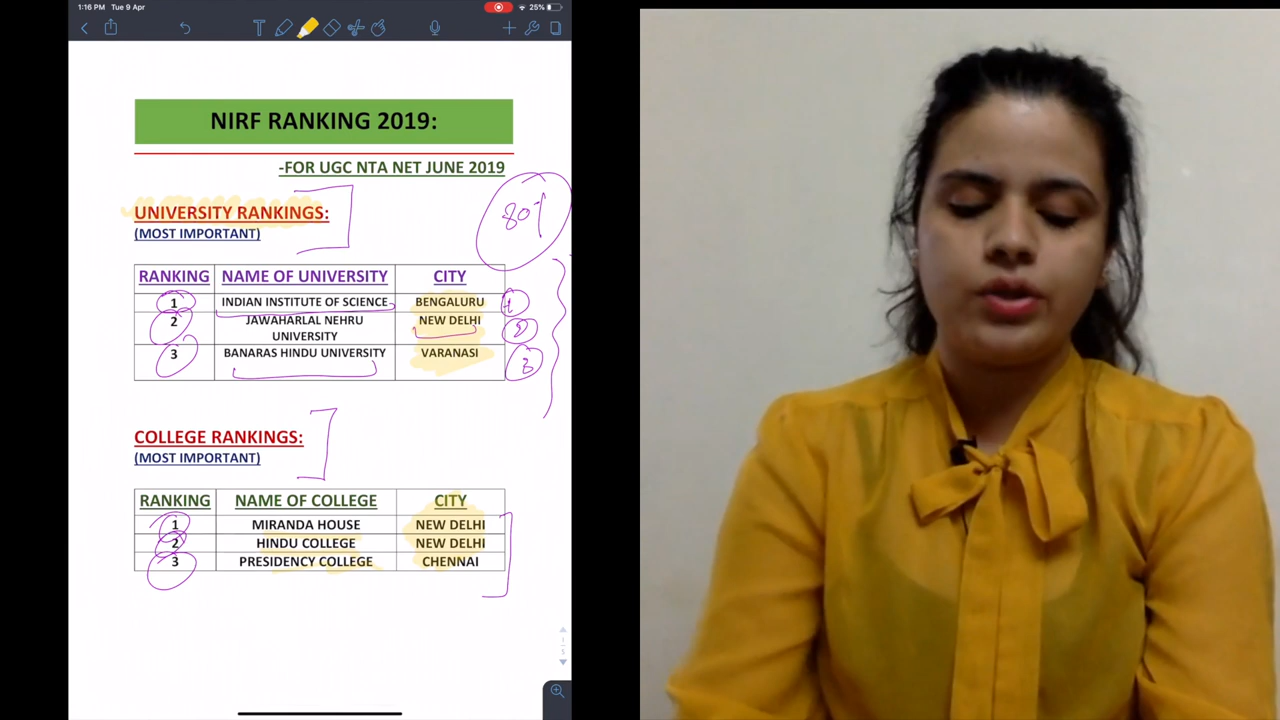 1:16 PM Tue 9 Apr
25%
T
NIRF RANKING 2019:
-FOR UGC NTA NET JUNE 2019
80%
UNIVERSITY RANKINGS:
(MOST IMPORTANT)
RANKING NAME OF UNIVERSITY CITY
1 INDIAN INSTITUTE OF SCIENCE BENGALURU 1
2 JAWAHARLAL NEHRU UNIVERSITY NEW DELHI 2
3 BANARAS HINDU UNIVERSITY VARANASI 3
COLLEGE RANKINGS:
(MOST IMPORTANT)
RANKING NAME OF COLLEGE CITY
1 MIRANDA HOUSE NEW DELHI
2 HINDU COLLEGE NEW DELHI
3 PRESIDENCY COLLEGE CHENNAI